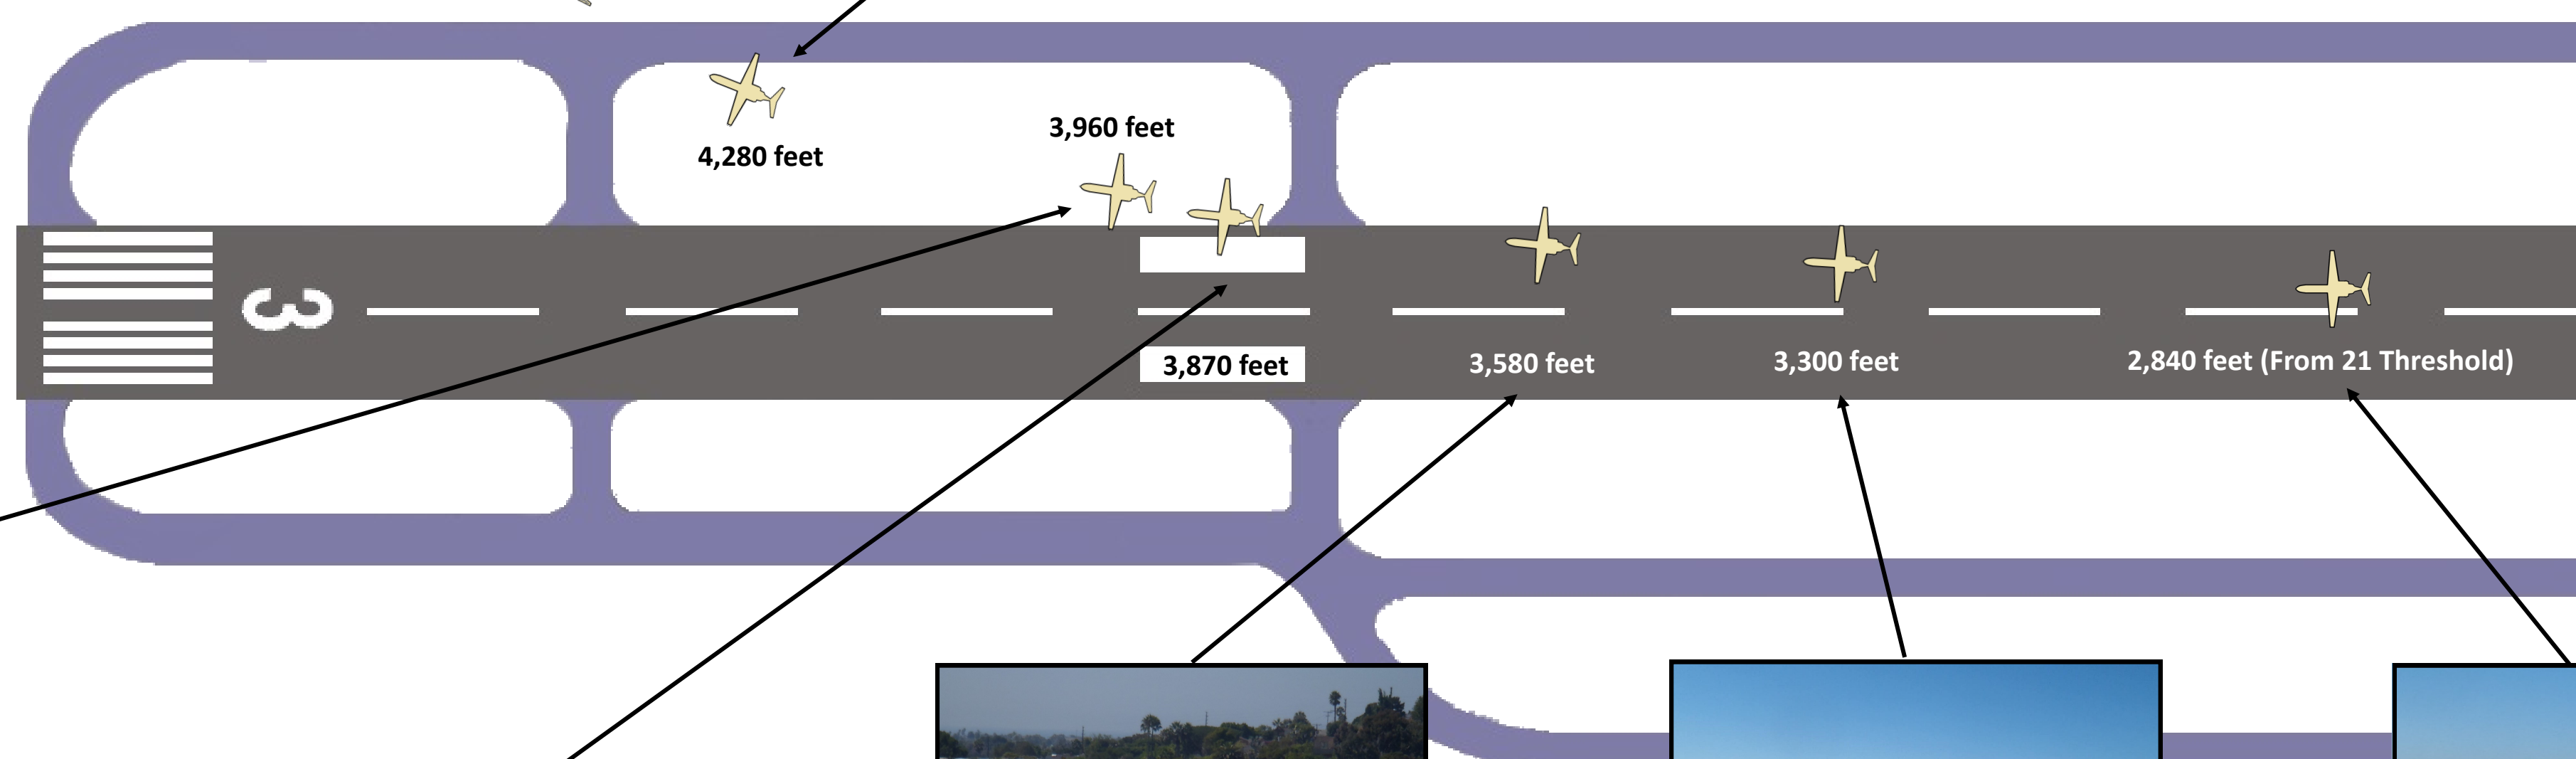 3,960 feet
4,280 feet
3
3,870 feet
3,580 feet
3,300 feet
2,840 feet (From 21 Threshold)